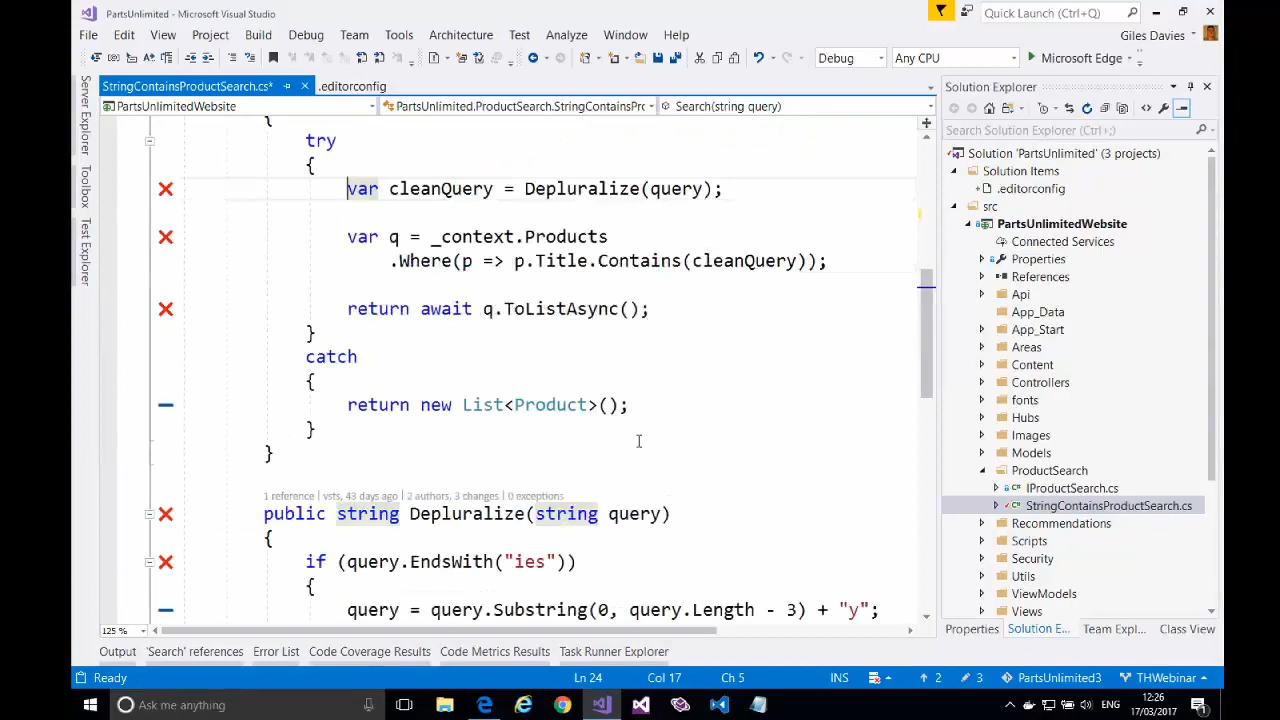 PartsUnlimited - Microsoft Visual Studio
Quick Launch (Ctrl+Q)
File Edit View Project Build Debug Team Tools Architecture Test Analyze Window Help
Giles Davies
Debug Any CPU Microsoft Edge
StringContainsProductSearch.cs* .editorconfig
PartsUnlimitedWebsite PartsUnlimited.ProductSearch.StringContainsPro Search(string query)
{
try
{
var cleanQuery = Depluralize(query);
var q = _context.Products
.Where(p => p.Title.Contains(cleanQuery));
return await q.ToListAsync();
}
catch
{
return new List<Product>();
}
}
1 reference | vsts, 43 days ago | 2 authors, 3 changes | 0 exceptions
public string Depluralize(string query)
{
if (query.EndsWith("ies"))
{
query = query.Substring(0, query.Length - 3) + "y";
125 %
Server Explorer
Toolbox
Test Explorer
Solution Explorer
Search Solution Explorer (Ctrl+;)
Solution 'PartsUnlimited' (3 projects)
Solution Items
.editorconfig
src
PartsUnlimitedWebsite
Connected Services
Properties
References
Api
App_Data
App_Start
Areas
Content
Controllers
fonts
Hubs
Images
Models
ProductSearch
IProductSearch.cs
StringContainsProductSearch.cs
Recommendations
Scripts
Security
Utils
ViewModels
Views
Properties Solution E... Team Expl... Class View
Output 'Search' references Error List Code Coverage Results Code Metrics Results Task Runner Explorer
Ready Ln 24 Col 17 Ch 5 INS 2 3 PartsUnlimited3 THWebinar
Ask me anything
ENG 12:26
17/03/2017
1